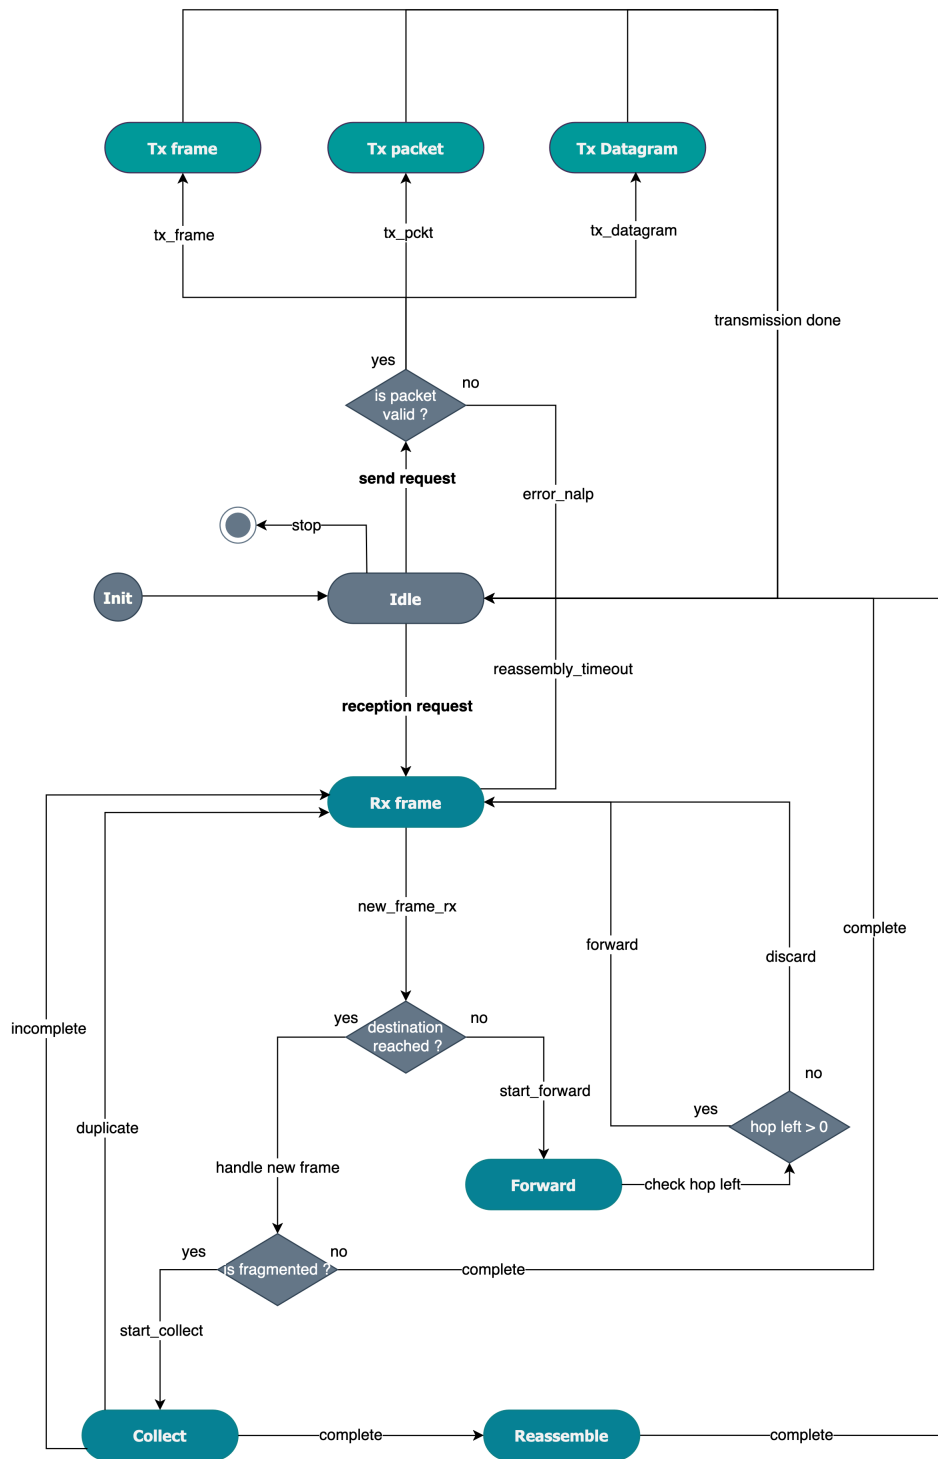 Tx frame
Tx packet
Tx Datagram
tx_frame
tx_pckt
tx_datagram
transmission done
yes
no
is packet
valid ?
send request
error_nalp
stop
Init
Idle
reassembly_timeout
reception request
Rx frame
new_frame_rx
forward
complete
discard
incomplete
yes
destination
reached ?
no
no
start_forward
yes
hop left > 0
duplicate
handle new frame
Forward
check hop left
yes
no
is fragmented ?
complete
start_collect
Collect
complete
Reassemble
complete